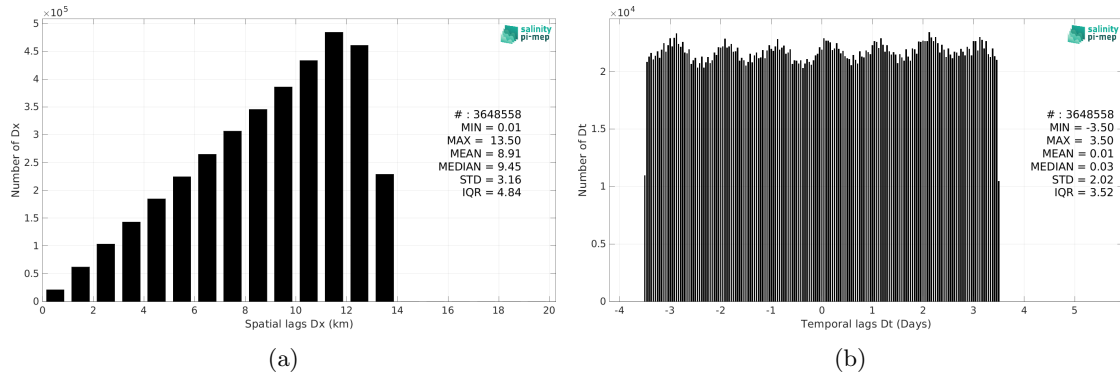 ×10⁵
5
4.5
4
3.5
3
2.5
2
1.5
1
0.5
0
Number of Dx
0 2 4 6 8 10 12 14 16 18 20
Spatial lags Dx (km)
salinity
pi-mep
# : 3648558
MIN = 0.01
MAX = 13.50
MEAN = 8.91
MEDIAN = 9.45
STD = 3.16
IQR = 4.84
(a)
×10⁴
2
1.5
1
0.5
0
Number of Dt
-4 -3 -2 -1 0 1 2 3 4 5
Temporal lags Dt (Days)
salinity
pi-mep
# : 3648558
MIN = -3.50
MAX = 3.50
MEAN = 0.01
MEDIAN = 0.03
STD = 2.02
IQR = 3.52
(b)